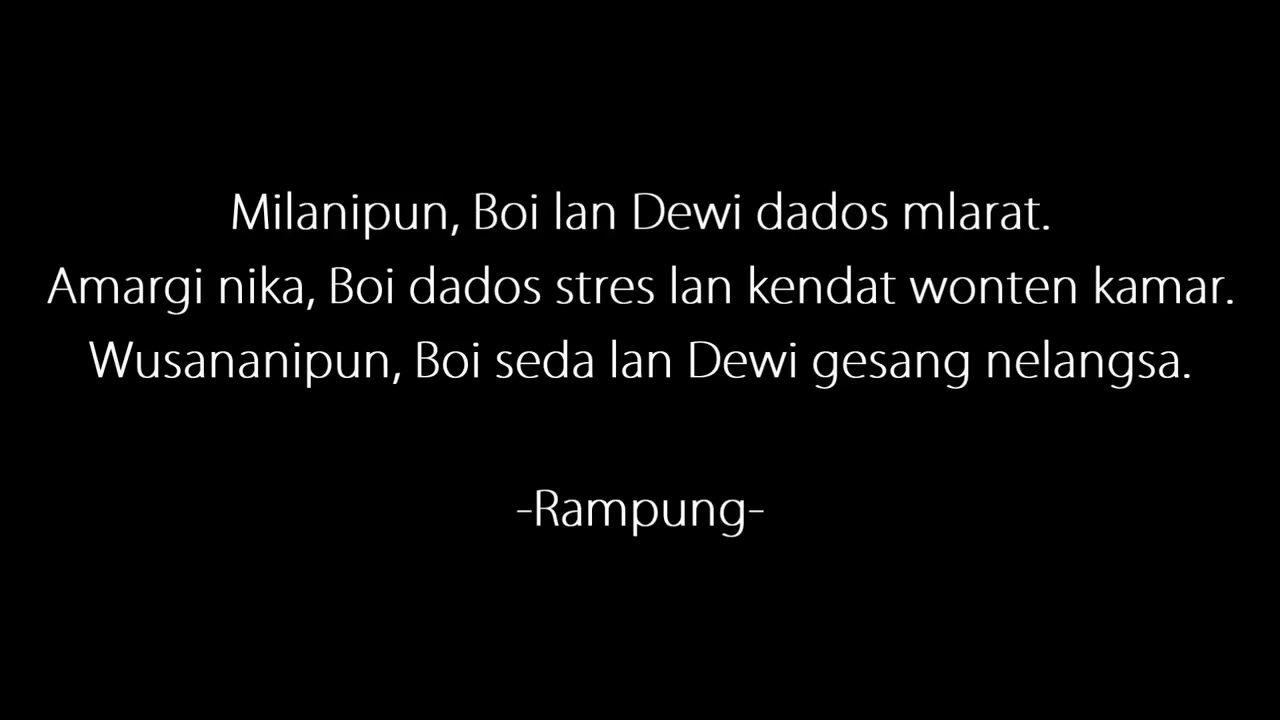 Milanipun, Boi lan Dewi dados mlarat.
Amargi nika, Boi dados stres lan kendat wonten kamar.
Wusananipun, Boi seda lan Dewi gesang nelangsa.
-Rampung-